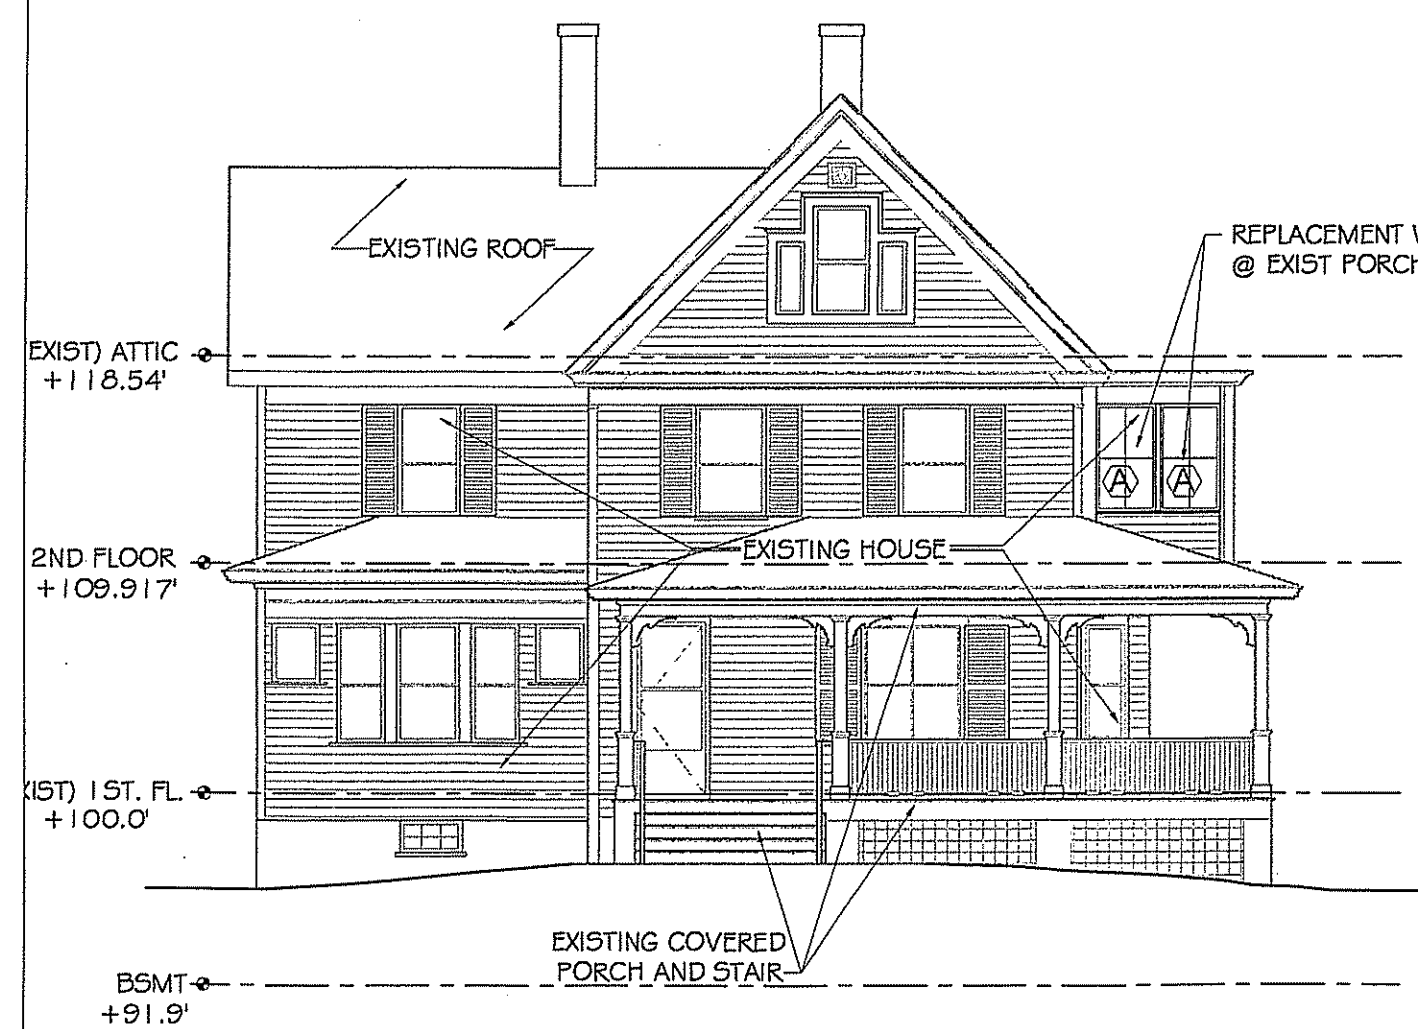 EXISTING ROOF
REPLACEMENT
@ EXIST PORCH
EXIST) ATTIC
+118.54'
A A
2ND FLOOR
+109.917'
EXISTING HOUSE
IST) 1ST. FL.
+100.0'
EXISTING COVERED
PORCH AND STAIR
BSMT
+91.9'